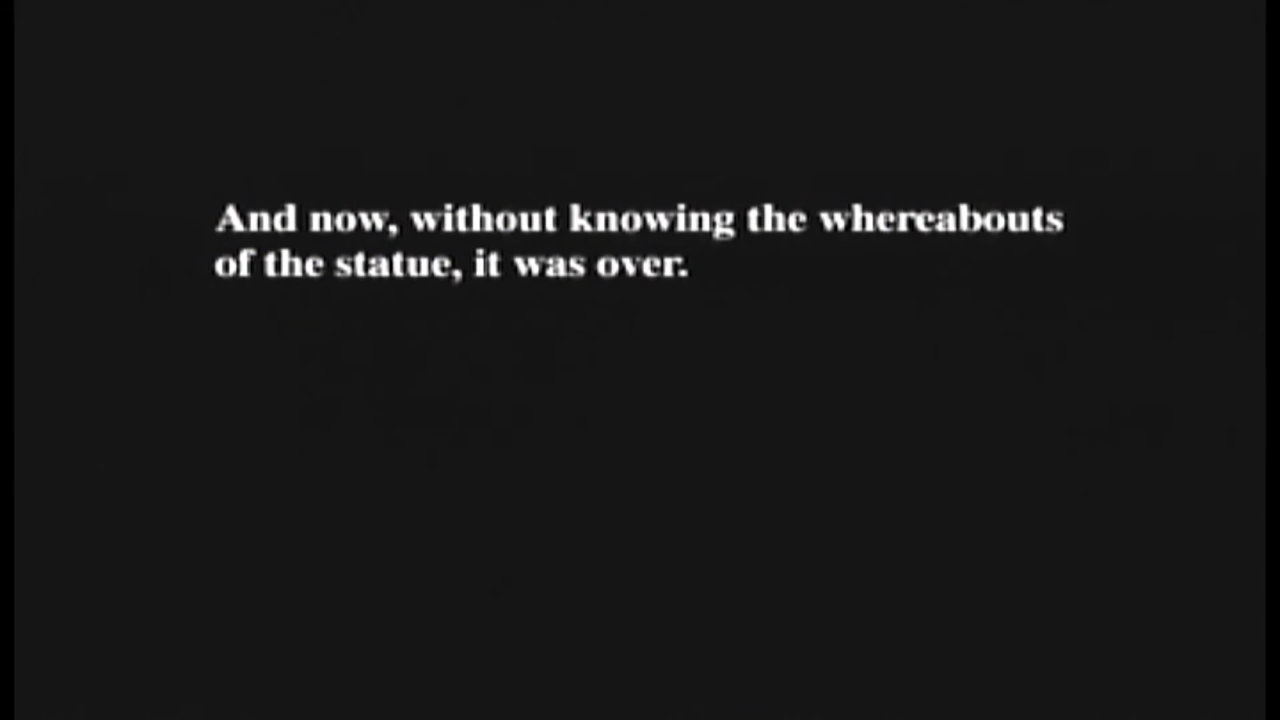 And now, without knowing the whereabouts
of the statue, it was over.